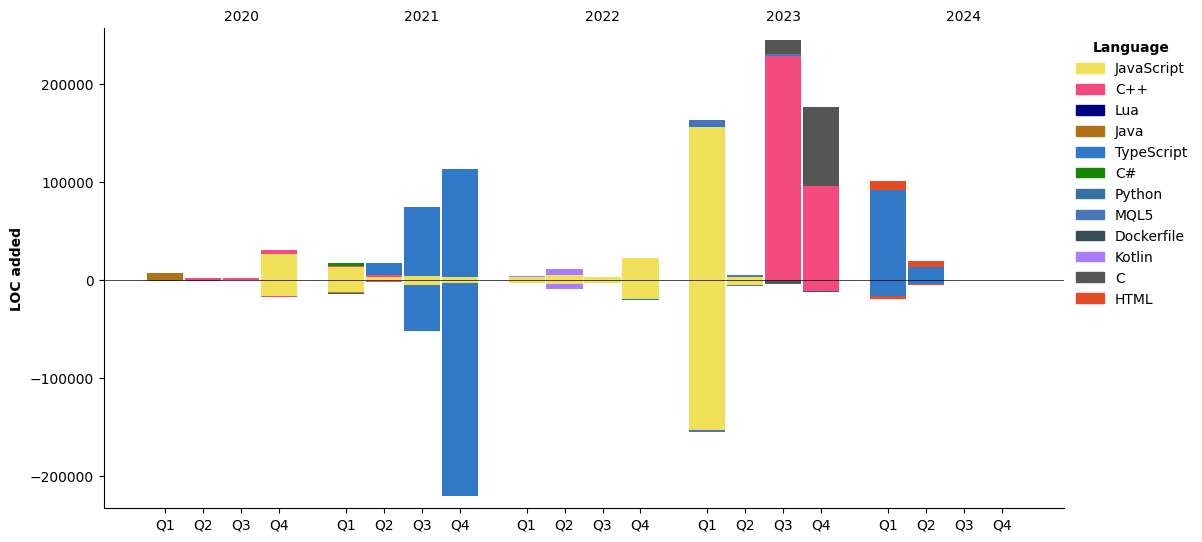 2020 2021 2022 2023 2024
LOC added
200000
100000
0
−100000
−200000
Q1 Q2 Q3 Q4 Q1 Q2 Q3 Q4 Q1 Q2 Q3 Q4 Q1 Q2 Q3 Q4 Q1 Q2 Q3 Q4
Language
JavaScript
C++
Lua
Java
TypeScript
C#
Python
MQL5
Dockerfile
Kotlin
C
HTML